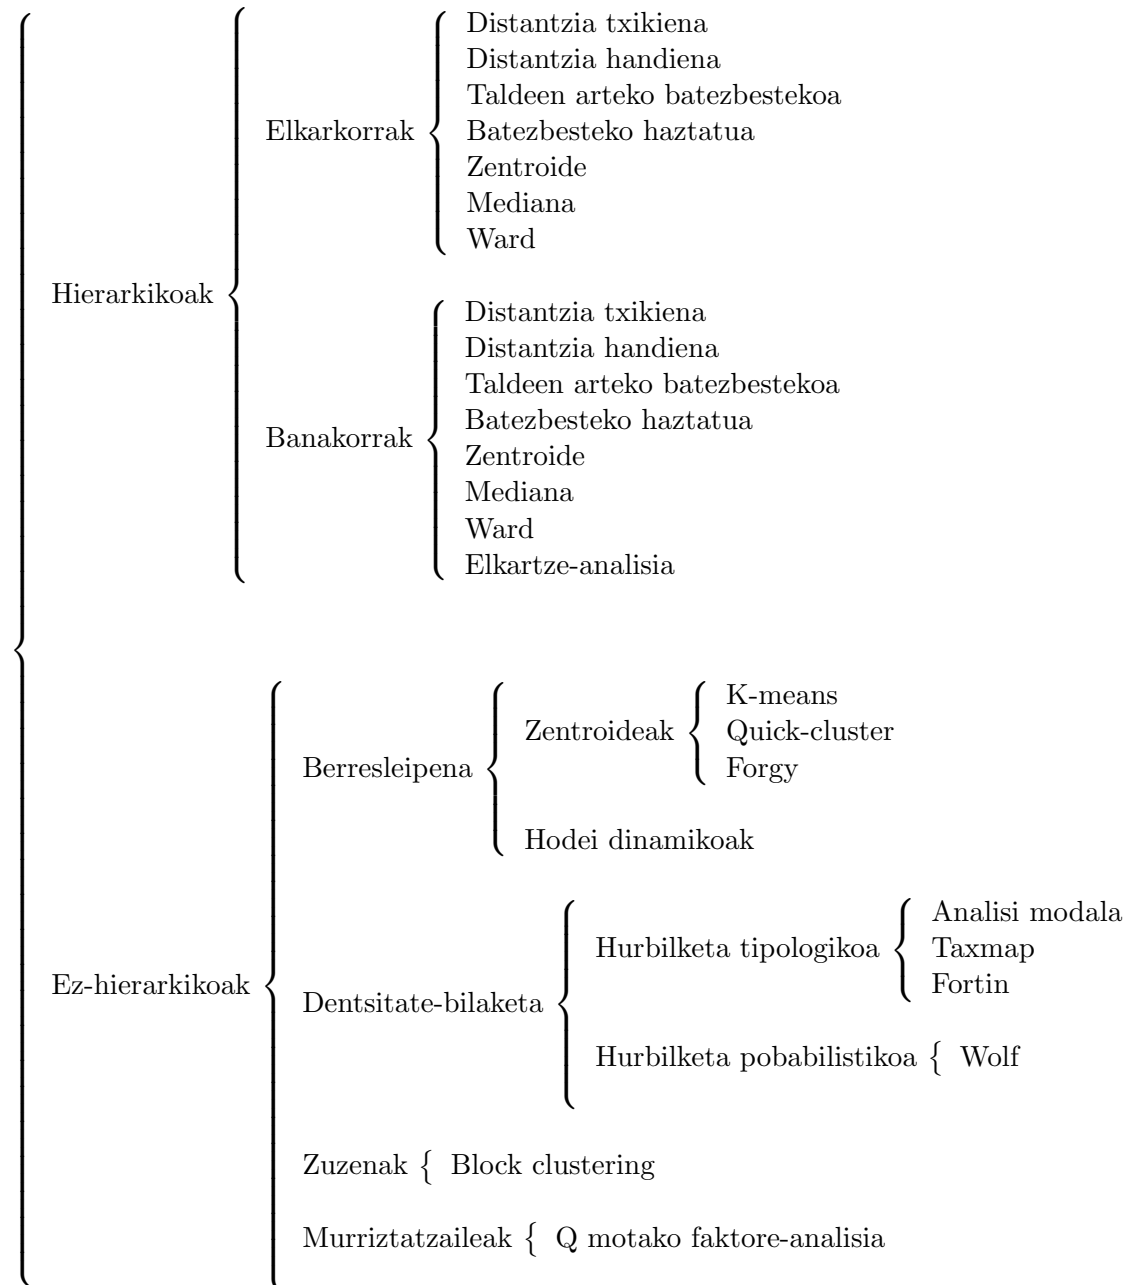 Hierarkikoak
Elkarkorrak
Distantzia txikiena
Distantzia handiena
Taldeen arteko batezbestekoa
Batezbesteko haztatua
Zentroide
Mediana
Ward
Banakorrak
Distantzia txikiena
Distantzia handiena
Taldeen arteko batezbestekoa
Batezbesteko haztatua
Zentroide
Mediana
Ward
Elkartze-analisia
Ez-hierarkikoak
Berresleipena
Zentroideak
K-means
Quick-cluster
Forgy
Hodei dinamikoak
Dentsitate-bilaketa
Hurbilketa tipologikoa
Analisi modala
Taxmap
Fortin
Hurbilketa pobabilistikoa { Wolf
Zuzenak { Block clustering
Murriztatzaileak { Q motako faktore-analisia